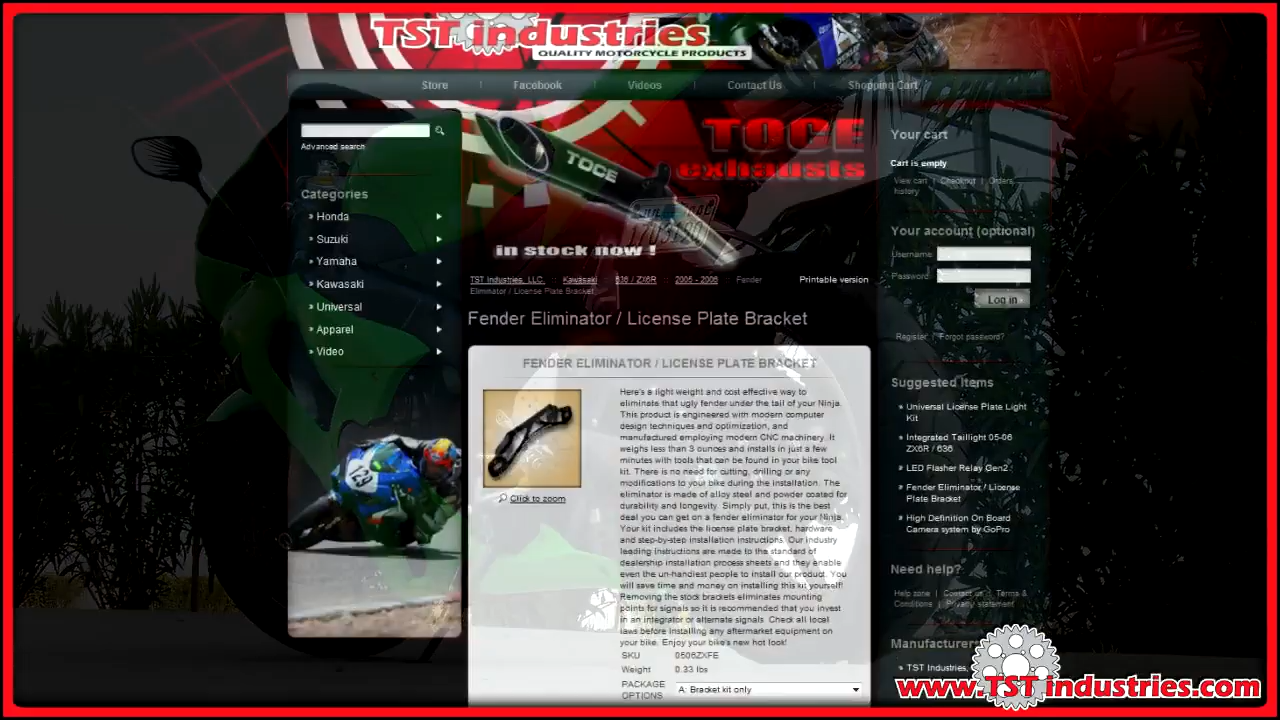 TST industries
QUALITY MOTORCYCLE PRODUCTS
Store | Facebook | Videos | Contact Us | Shopping Cart
Advanced search
Categories
» Honda
» Suzuki
» Yamaha
» Kawasaki
» Universal
» Apparel
» Video
TOCE
TOCE
exhausts
in stock now !
TST Industries, LLC. :: Kawasaki :: 636 / ZX6R :: 2005 - 2006 :: Fender
Eliminator / License Plate Bracket
Printable version
Fender Eliminator / License Plate Bracket
FENDER ELIMINATOR / LICENSE PLATE BRACKET
Click to zoom
Here's a light weight and cost effective way to
eliminate that ugly fender under the tail of your Ninja.
This product is engineered with modern computer
design techniques and optimization, and
manufactured employing modern CNC machinery. It
weighs less than 3 ounces and installs in just a few
minutes with tools that can be found in your bike tool
kit. There is no need for cutting, drilling or any
modifications to your bike during the installation. The
eliminator is made of alloy steel and powder coated for
durability and longevity. Simply put, this is the best
deal you can get on a fender eliminator for your Ninja.
Your kit includes the license plate bracket, hardware
and step-by-step installation instructions. Our industry
leading instructions are made to the standard of
dealership installation process sheets and they enable
even the un-handiest people to install our product. You
will save time and money on installing this kit yourself!
Removing the stock brackets eliminates mounting
points for signals so it is recommended that you invest
in an integrator or alternate signals. Check all local
laws before installing any aftermarket equipment on
your bike. Enjoy your bike's new hot look!
SKU 0506ZXFE
Weight 0.33 lbs
PACKAGE
OPTIONS
A: Bracket kit only
Your cart
Cart is empty
View cart | Checkout | Orders
history
Your account (optional)
Username
Password
Log in
Register | Forgot password?
Suggested items
» Universal License Plate Light
Kit
» Integrated Taillight 05-06
ZX6R / 636
» LED Flasher Relay Gen2
» Fender Eliminator / License
Plate Bracket
» High Definition On Board
Camera system by GoPro
Need help?
Help zone | Contact us | Terms &
Conditions | Privacy statement
Manufacturers
» TST Industries,
www.TSTindustries.com